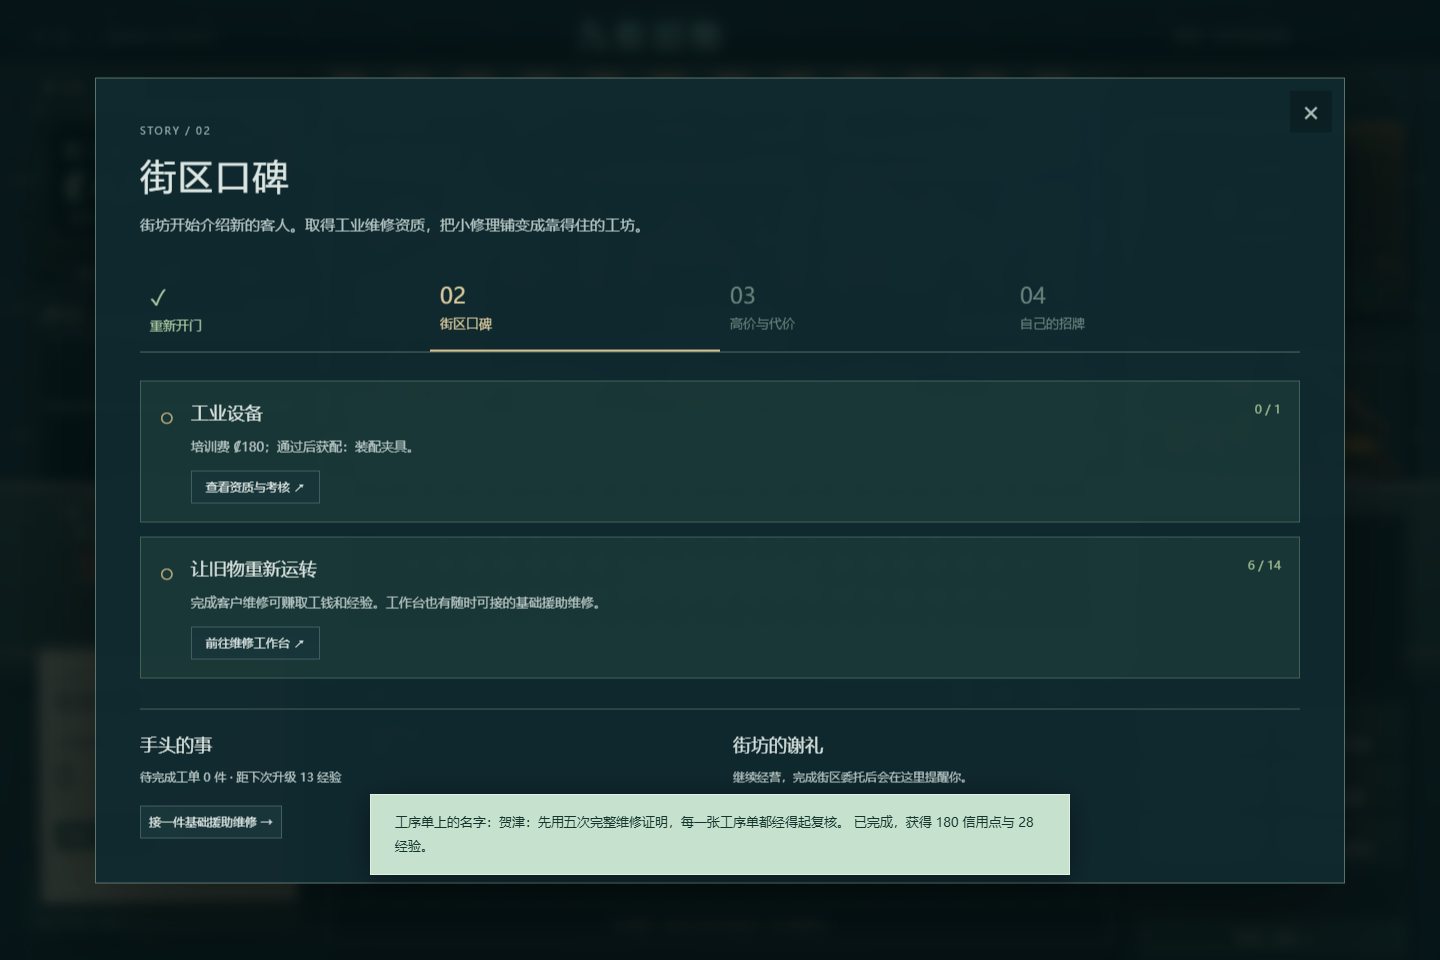 STORY / 02
街区口碑
街坊开始介绍新的客人。取得工业维修资质，把小修理铺变成靠得住的工坊。
✓
重新开门
02
街区口碑
03
高价与代价
04
自己的招牌
工业设备
0 / 1
培训费 ₡180；通过后获配：装配夹具。
查看资质与考核 ↗
让旧物重新运转
6 / 14
完成客户维修可赚取工钱和经验。工作台也有随时可接的基础援助维修。
前往维修工作台 ↗
手头的事
待完成工单 0 件 · 距下次升级 13 经验
接一件基础援助维修 →
街坊的谢礼
继续经营，完成街区委托后会在这里提醒你。
工序单上的名字：贺津：先用五次完整维修证明，每一张工序单都经得起复核。 已完成，获得 180 信用点与 28
经验。